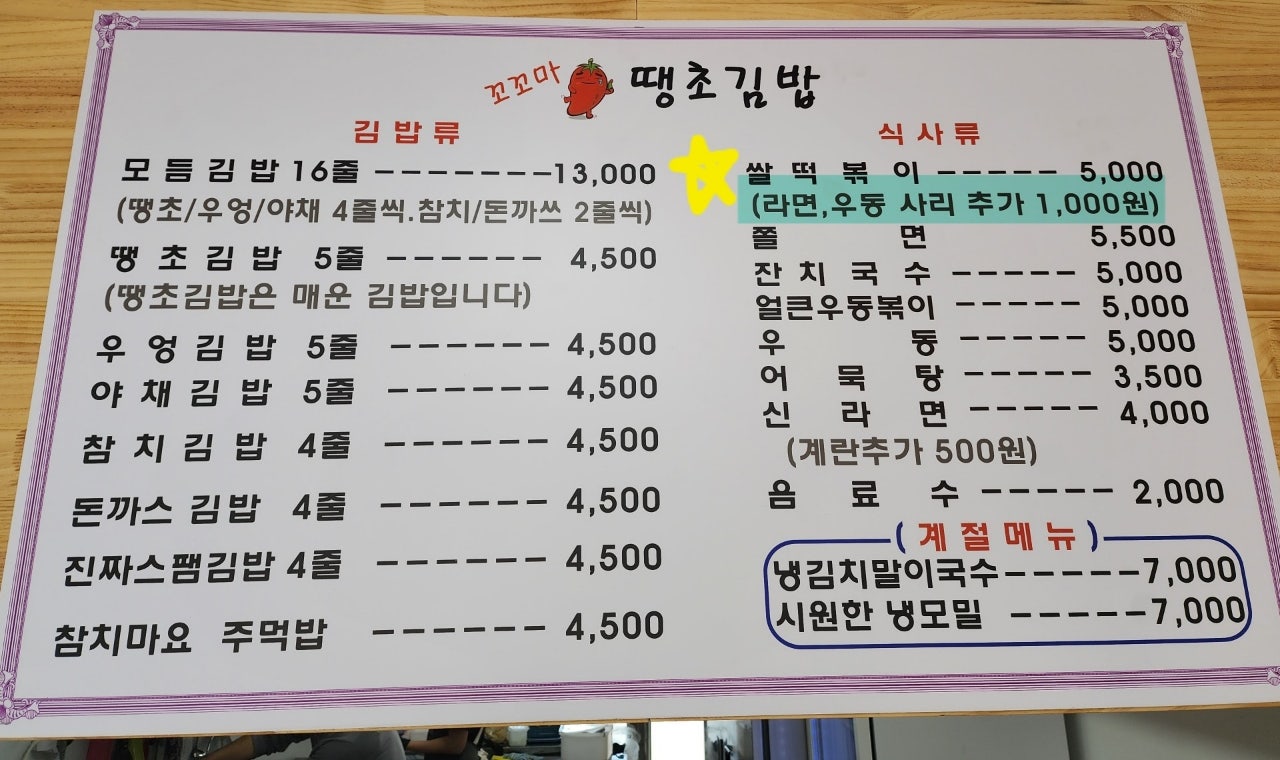 꼬꼬마 땡초김밥
김밥류
모듬김밥 16줄 -------13,000
(땡초/우엉/야채 4줄씩.참치/돈까쓰 2줄씩)
땡초김밥 5줄 ------ 4,500
(땡초김밥은 매운 김밥입니다)
우엉김밥 5줄 ------ 4,500
야채김밥 5줄 ------ 4,500
참치김밥 4줄 ------ 4,500
돈까스 김밥 4줄 ------ 4,500
진짜스팸김밥 4줄 ------ 4,500
참치마요 주먹밥 ------ 4,500
식사류
쌀떡볶이 ----- 5,000
(라면,우동 사리 추가 1,000원)
쫄면 5,500
잔치국수 ----- 5,000
얼큰우동볶이 ----- 5,000
우동 ----- 5,000
어묵탕 ----- 3,500
신라면 ----- 4,000
(계란추가 500원)
음료수 ----- 2,000
(계절메뉴)
냉김치말이국수-----7,000
시원한 냉모밀 -----7,000